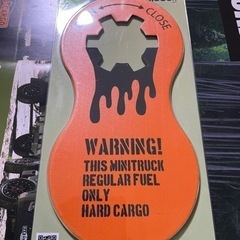 CLOSE
WARNING!
THIS MINITRUCK
REGULAR FUEL
ONLY
HARD CARGO